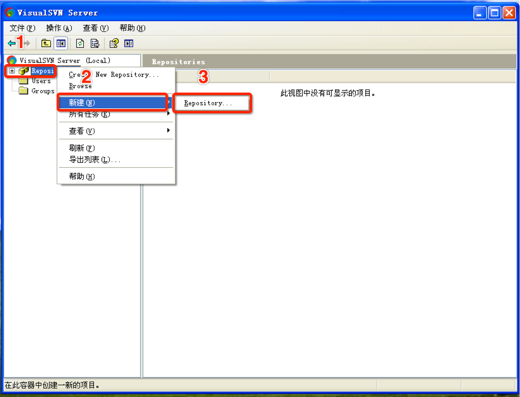 VisualSVN Server
文件(F) 操作(A) 查看(V) 帮助(H)
1
VisualSVN Server (Local)
Reposi
Users
Groups
2
New Repository...
Browse
新建(N)
所有任务(K)
查看(V)
刷新(F)
导出列表(L)...
帮助(H)
3
Repository...
Repositories
此视图中没有可显示的项目。
在此容器中创建一新的项目。